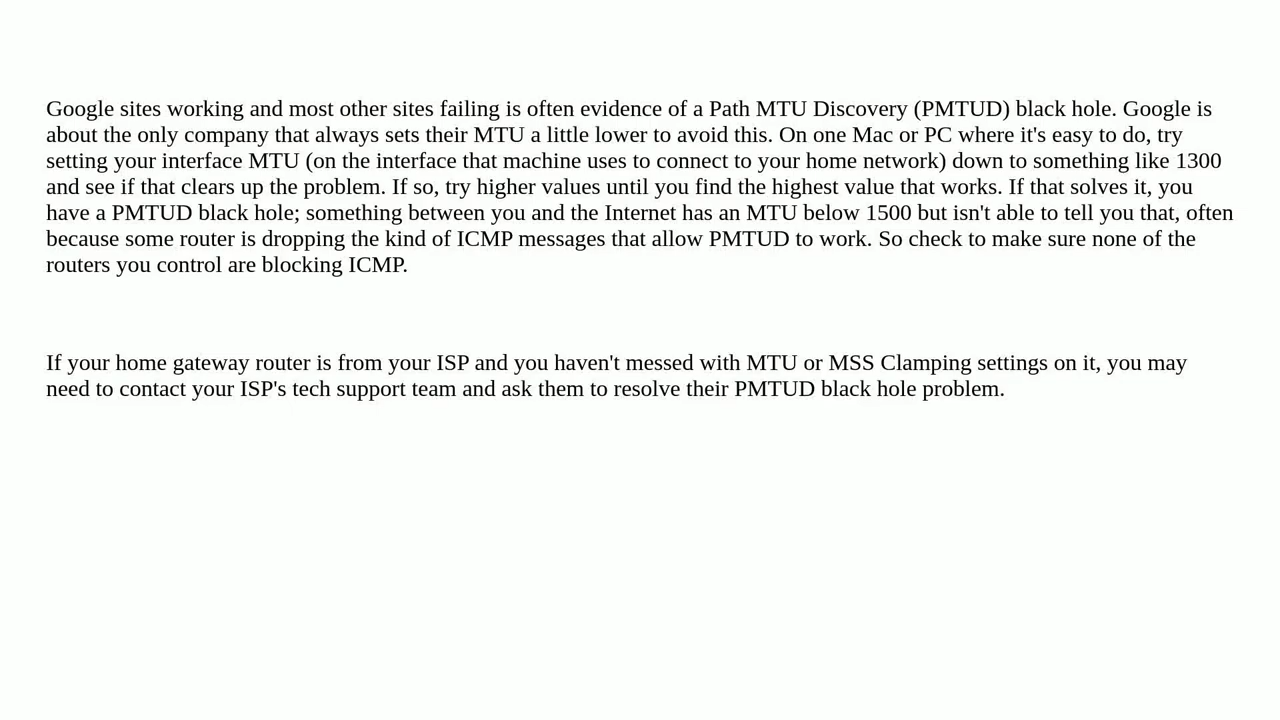 Google sites working and most other sites failing is often evidence of a Path MTU Discovery (PMTUD) black hole. Google is
about the only company that always sets their MTU a little lower to avoid this. On one Mac or PC where it's easy to do, try
setting your interface MTU (on the interface that machine uses to connect to your home network) down to something like 1300
and see if that clears up the problem. If so, try higher values until you find the highest value that works. If that solves it, you
have a PMTUD black hole; something between you and the Internet has an MTU below 1500 but isn't able to tell you that, often
because some router is dropping the kind of ICMP messages that allow PMTUD to work. So check to make sure none of the
routers you control are blocking ICMP.
If your home gateway router is from your ISP and you haven't messed with MTU or MSS Clamping settings on it, you may
need to contact your ISP's tech support team and ask them to resolve their PMTUD black hole problem.